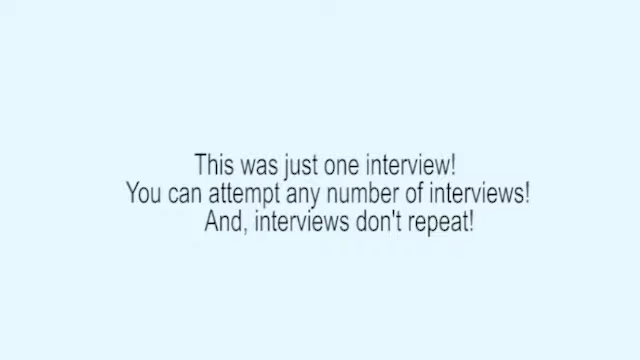 This was just one interview!
You can attempt any number of interviews!
And, interviews don't repeat!